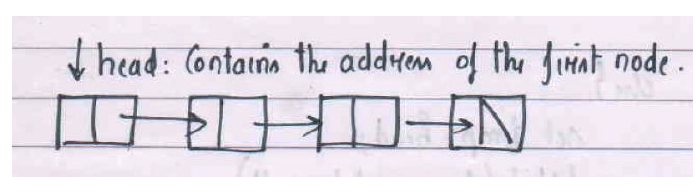 head: Contains the address of the first node.